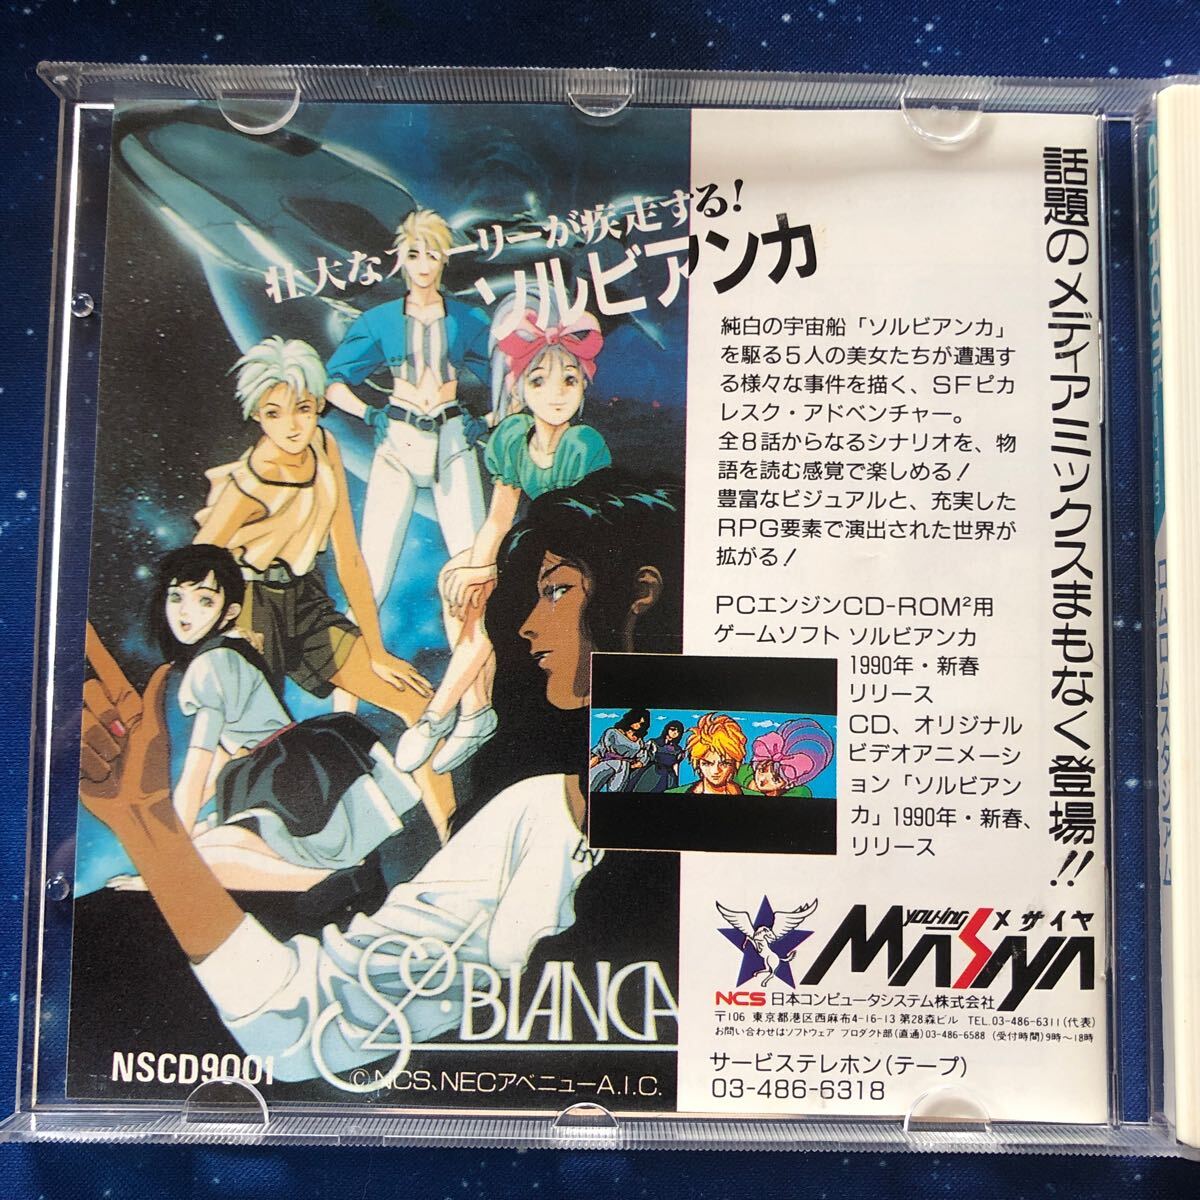 話題のメディアミックスまもなく登場!!
壮大なストーリーが疾走する!
ソルビアンカ
純白の宇宙船「ソルビアンカ」
を駆る5人の美女たちが遭遇す
る様々な事件を描く、SFピカ
レスク・アドベンチャー。
全8話からなるシナリオを、物
語を読む感覚で楽しめる!
豊富なビジュアルと、充実した
RPG要素で演出された世界が
拡がる!
PCエンジンCD-ROM²用
ゲームソフト ソルビアンカ
1990年・新春
リリース
CD、オリジナル
ビデオアニメーシ
ョン「ソルビアン
カ」1990年・新春、
リリース
you-ing メサイヤ
MASAYA
NCS 日本コンピュータシステム株式会社
〒106 東京都港区西麻布4-16-13 第28森ビル TEL.03-486-6311(代表)
お問い合わせはソフトウェア プロダクト部(直通)03-486-6588 (受付時間)9時~18時
サービステレホン(テープ)
03-486-6318
Sol BIANCA
NSCD9001
©NCS、NECアベニューA.I.C.
ロムロムスタジアム